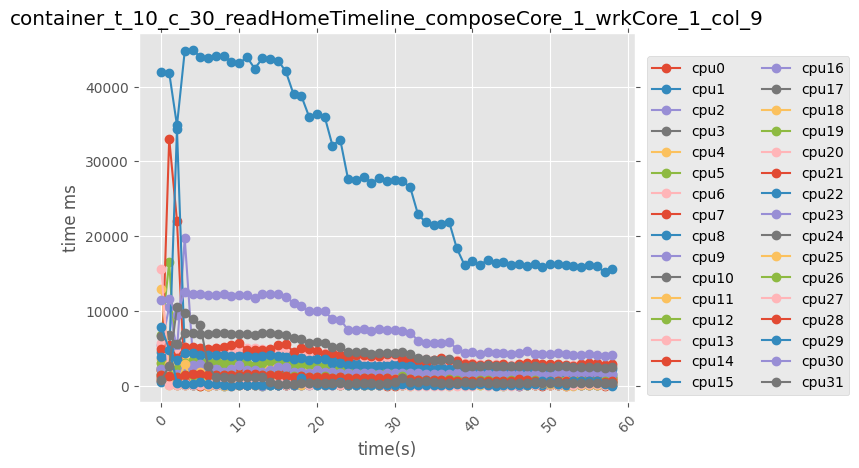 container_t_10_c_30_readHomeTimeline_composeCore_1_wrkCore_1_col_9
time ms
40000
30000
20000
10000
0
0
10
20
30
40
50
60
time(s)
cpu0
cpu1
cpu2
cpu3
cpu4
cpu5
cpu6
cpu7
cpu8
cpu9
cpu10
cpu11
cpu12
cpu13
cpu14
cpu15
cpu16
cpu17
cpu18
cpu19
cpu20
cpu21
cpu22
cpu23
cpu24
cpu25
cpu26
cpu27
cpu28
cpu29
cpu30
cpu31